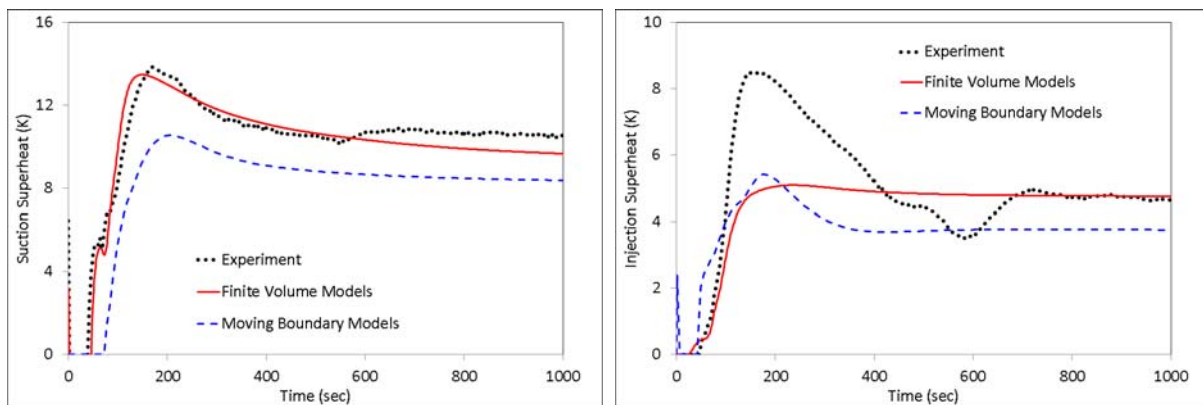 16
12
8
4
0
Suction Superheat (K)
Experiment
Finite Volume Models
Moving Boundary Models
0 200 400 600 800 1000
Time (sec)
10
8
6
4
2
0
Injection Superheat (K)
Experiment
Finite Volume Models
Moving Boundary Models
0 200 400 600 800 1000
Time (sec)